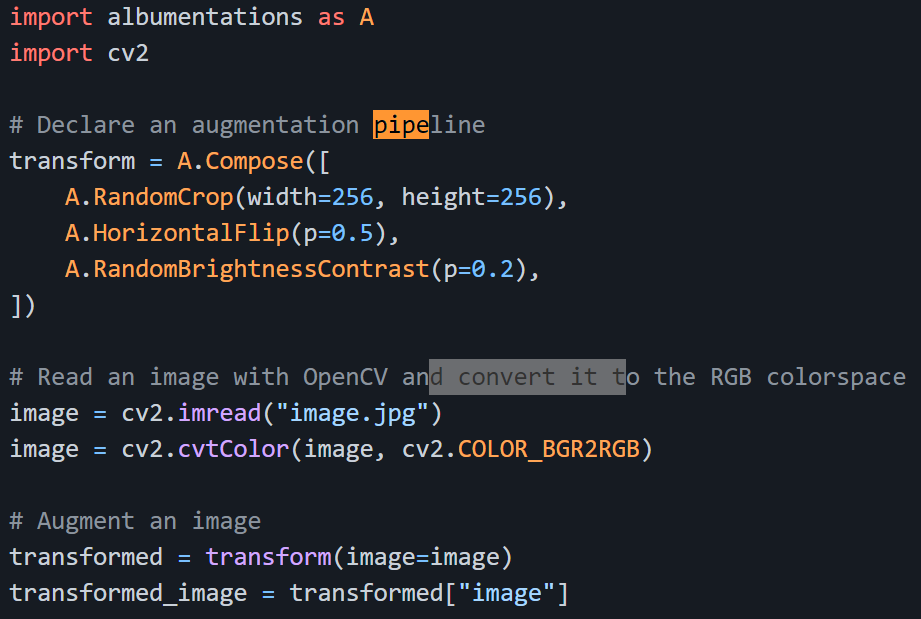 import albumentations as A
import cv2

# Declare an augmentation pipeline
transform = A.Compose([
    A.RandomCrop(width=256, height=256),
    A.HorizontalFlip(p=0.5),
    A.RandomBrightnessContrast(p=0.2),
])

# Read an image with OpenCV and convert it to the RGB colorspace
image = cv2.imread("image.jpg")
image = cv2.cvtColor(image, cv2.COLOR_BGR2RGB)

# Augment an image
transformed = transform(image=image)
transformed_image = transformed["image"]